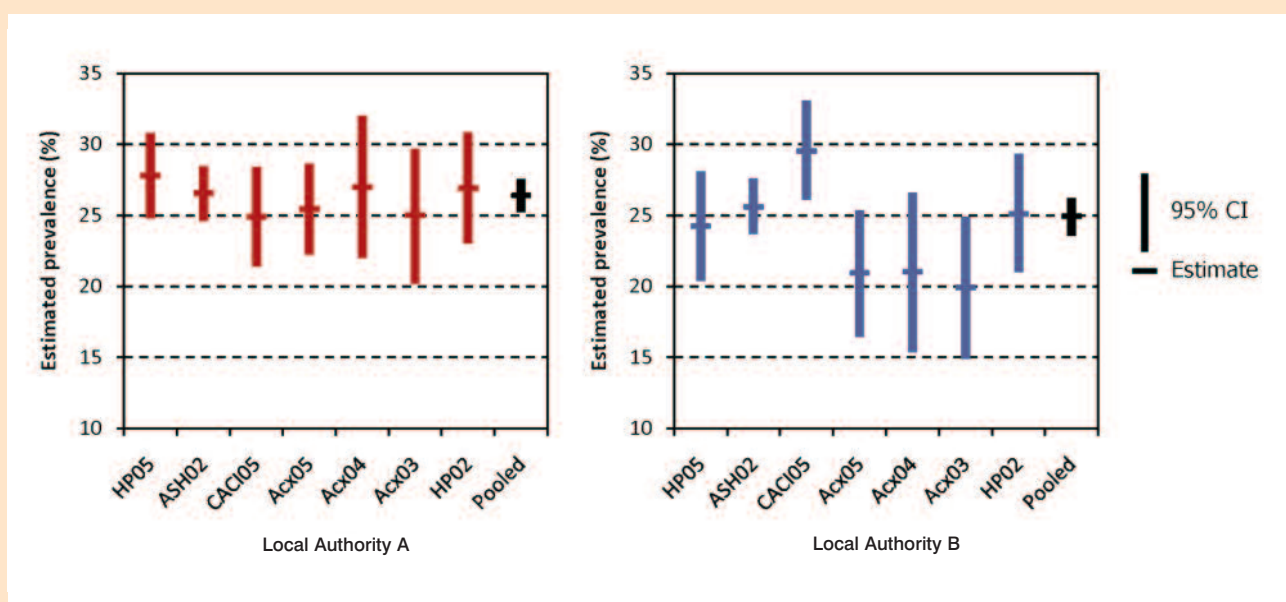 35
30
25
20
15
10
Estimated prevalence (%)
HP05
ASH02
CACI05
Acx05
Acx04
Acx03
HP02
Pooled
Local Authority A
35
30
25
20
15
10
Estimated prevalence (%)
HP05
ASH02
CACI05
Acx05
Acx04
Acx03
HP02
Pooled
Local Authority B
95% CI
Estimate